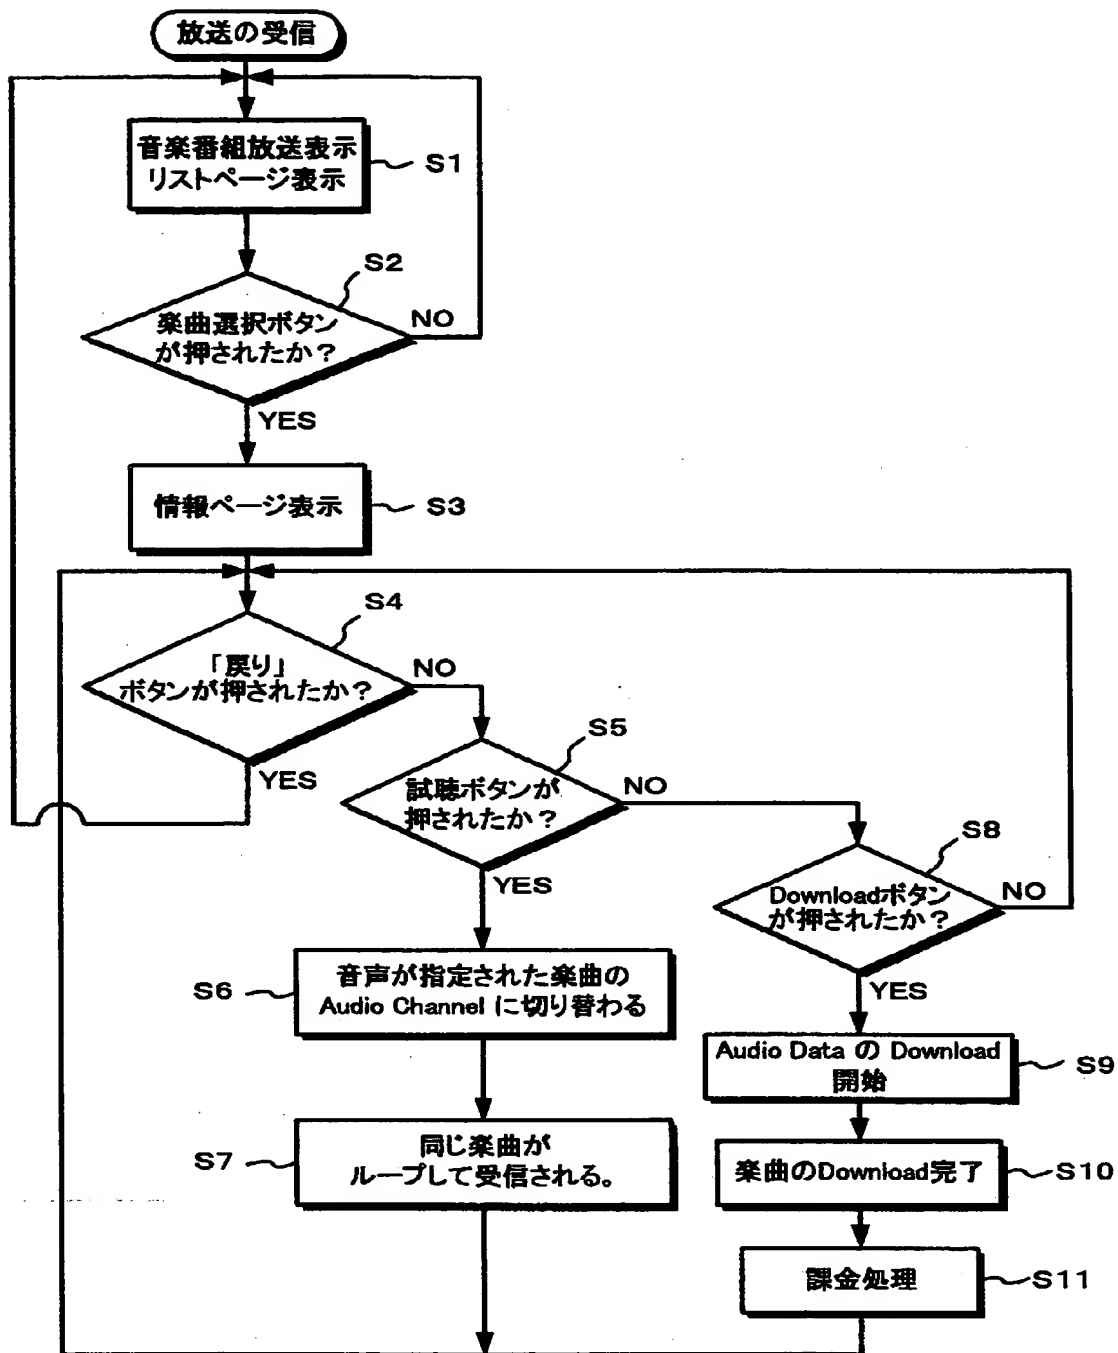 放送の受信
音楽番組放送表示
リストページ表示
S1
S2
楽曲選択ボタン
が押されたか？
NO
YES
情報ページ表示
S3
S4
「戻り」
ボタンが押されたか？
NO
YES
S5
試聴ボタンが
押されたか？
NO
YES
S8
Downloadボタン
が押されたか？
NO
YES
S6
音声が指定された楽曲の
Audio Channel に切り替わる
Audio Data の Download
開始
S9
S7
同じ楽曲が
ループして受信される。
楽曲のDownload完了
S10
課金処理
S11